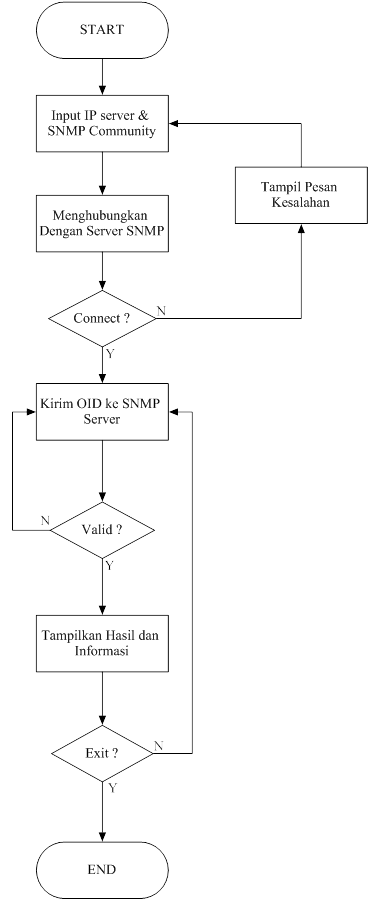 START
Input IP server &
SNMP Community
Tampil Pesan
Kesalahan
Menghubungkan
Dengan Server SNMP
Connect ?
N
Y
Kirim OID ke SNMP
Server
N
Valid ?
Y
Tampilkan Hasil dan
Informasi
Exit ?
N
Y
END